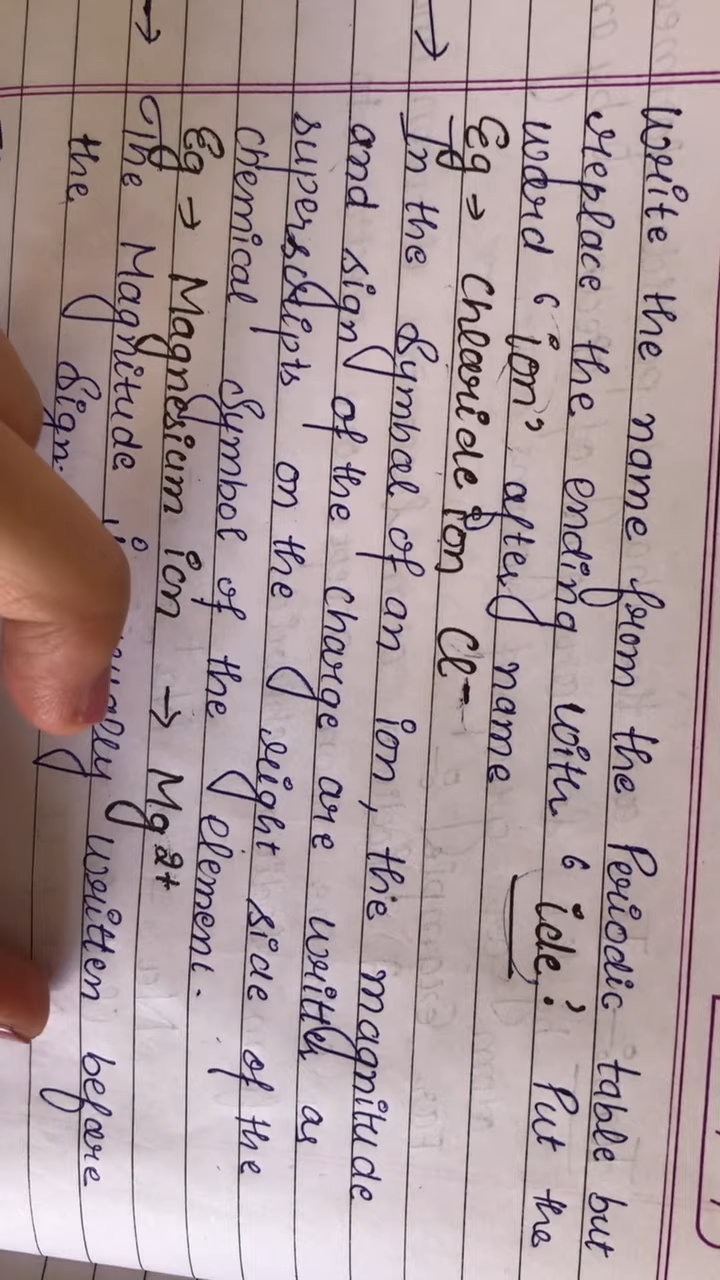 write the name from the Periodic table but
replace the ending with 'ide'. Put the
word 'ion' after name
Eg → Chloride ion Cl⁻
→ In the Symbol of an ion, the magnitude
and sign of the charge are written as
superscripts on the right side of the
chemical Symbol of the element.
Eg → Magnesium ion → Mg²⁺
→ The Magnitude written before
the Sign.